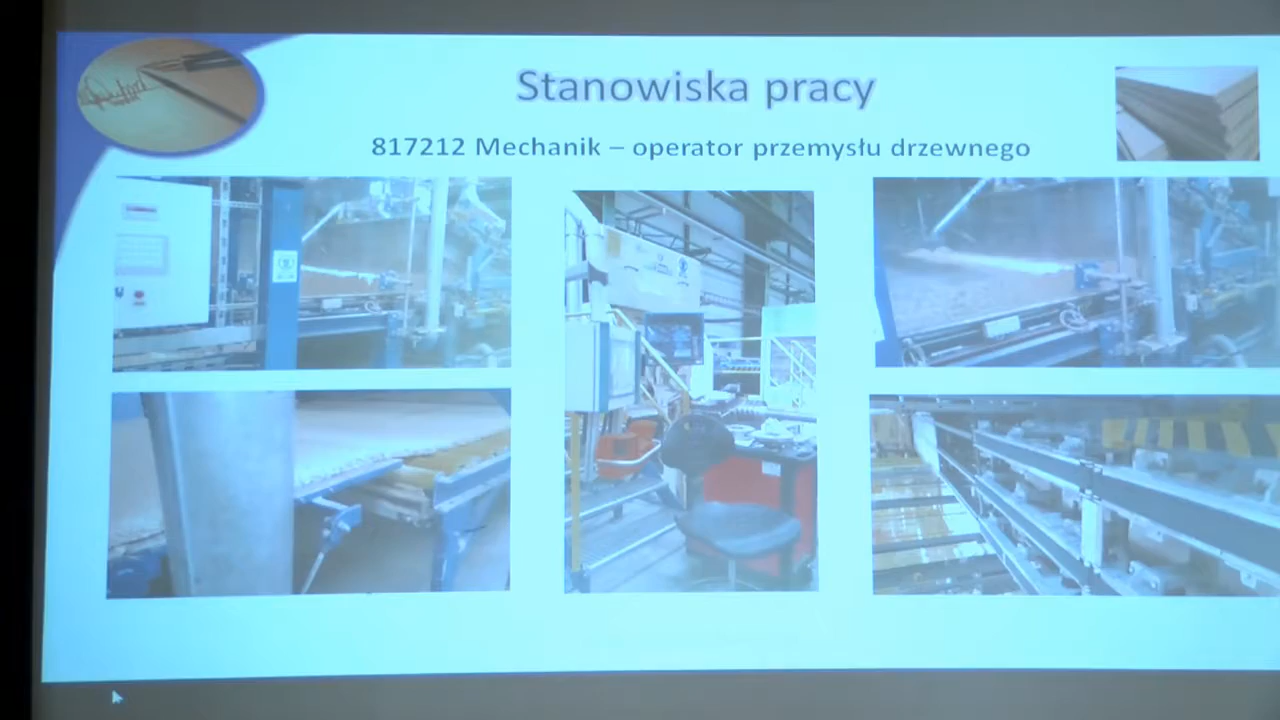 Stanowiska pracy
817212 Mechanik – operator przemysłu drzewnego